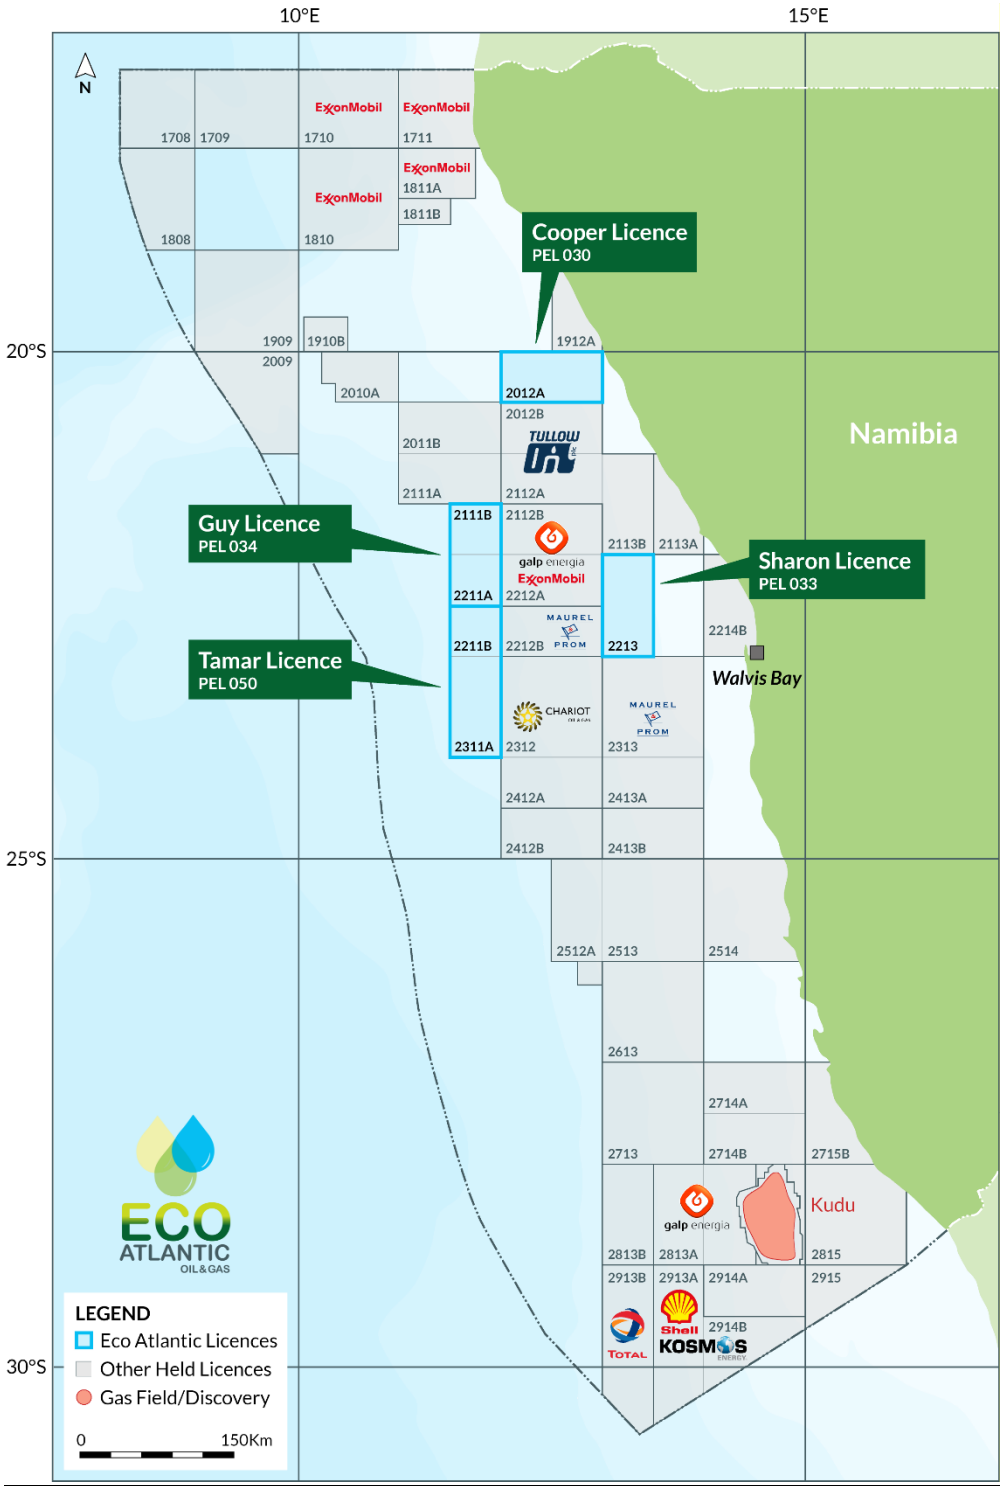 10°E
15°E
N
ExxonMobil
ExxonMobil
1708
1709
1710
1711
ExxonMobil
1811A
ExxonMobil
1811B
1808
1810
Cooper Licence
PEL 030
1909
1910B
1912A
20°S
2009
2010A
2012A
2012B
TULLOW
Oil
plc
2011B
Namibia
2111A
2112A
2111B
2112B
Guy Licence
PEL 034
galp energia
ExxonMobil
2113B
2113A
Sharon Licence
PEL 033
2211A
2212A
MAUREL
PROM
2211B
2212B
2213
2214B
Walvis Bay
Tamar Licence
PEL 050
CHARIOT
OIL & GAS
MAUREL
PROM
2311A
2312
2313
2412A
2413A
2412B
2413B
25°S
2512A
2513
2514
2613
2714A
2713
2714B
2715B
galp energia
Kudu
2813B
2813A
2815
2913B
2913A
2914A
2915
Shell
2914B
TOTAL
KOSMOS
ENERGY
30°S
ECO
ATLANTIC
OIL & GAS
LEGEND
Eco Atlantic Licences
Other Held Licences
Gas Field/Discovery
0
150Km